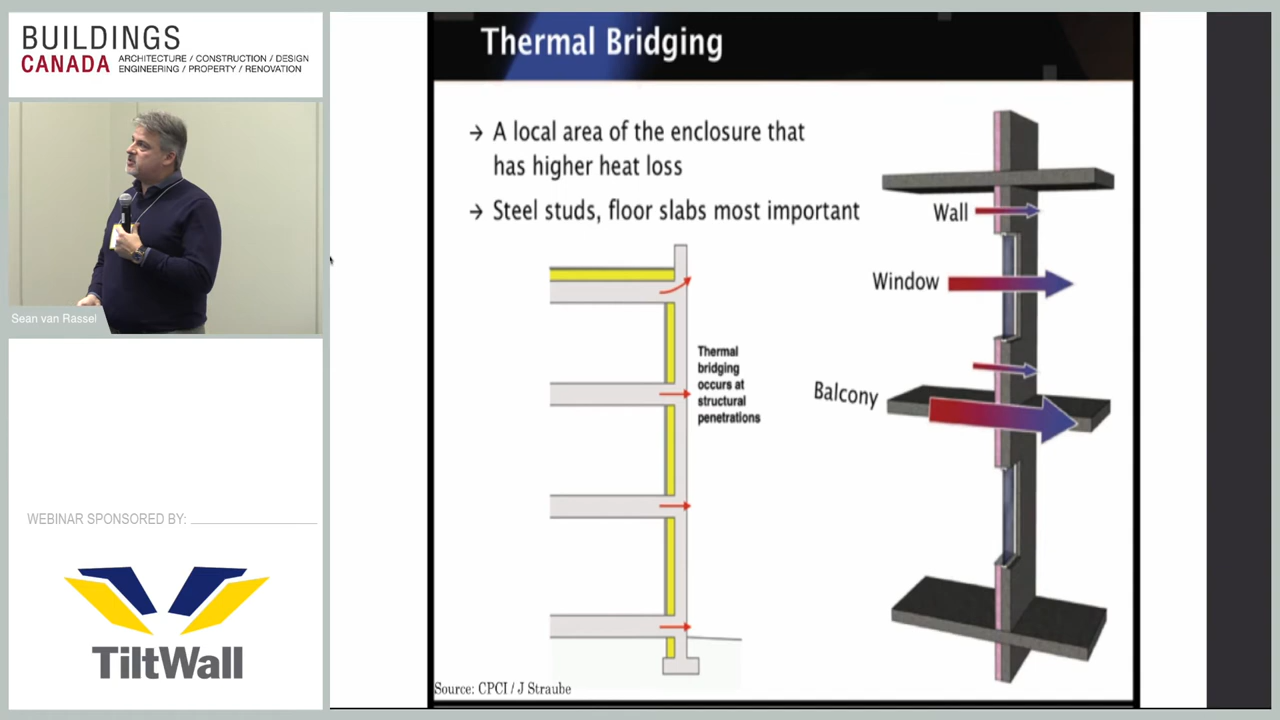 BUILDINGS
CANADA
ARCHITECTURE / CONSTRUCTION / DESIGN
ENGINEERING / PROPERTY / RENOVATION
Sean van Rassel
WEBINAR SPONSORED BY:
TiltWall
Thermal Bridging
→ A local area of the enclosure that
has higher heat loss
→ Steel studs, floor slabs most important
Thermal
bridging
occurs at
structural
penetrations
Wall
Window
Balcony
Source: CPCI / J Straube